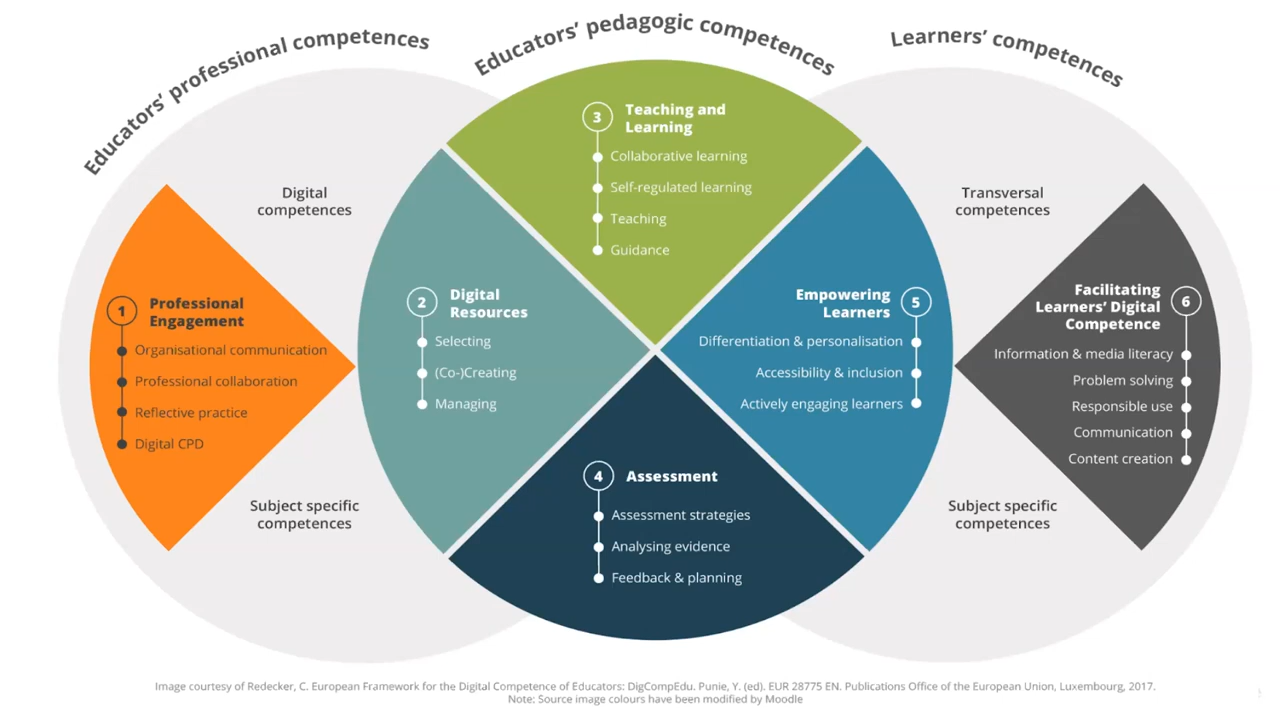 Educators' professional competences
Educators' pedagogic competences
Learners' competences
Digital
competences
Subject specific
competences
1
Professional
Engagement
Organisational communication
Professional collaboration
Reflective practice
Digital CPD
2
Digital
Resources
Selecting
(Co-)Creating
Managing
3
Teaching and
Learning
Collaborative learning
Self-regulated learning
Teaching
Guidance
4
Assessment
Assessment strategies
Analysing evidence
Feedback & planning
5
Empowering
Learners
Differentiation & personalisation
Accessibility & inclusion
Actively engaging learners
Transversal
competences
Subject specific
competences
6
Facilitating
Learners' Digital
Competence
Information & media literacy
Problem solving
Responsible use
Communication
Content creation
Image courtesy of Redecker, C. European Framework for the Digital Competence of Educators: DigCompEdu. Punie, Y. (ed). EUR 28775 EN. Publications Office of the European Union, Luxembourg, 2017.
Note: Source image colours have been modified by Moodle